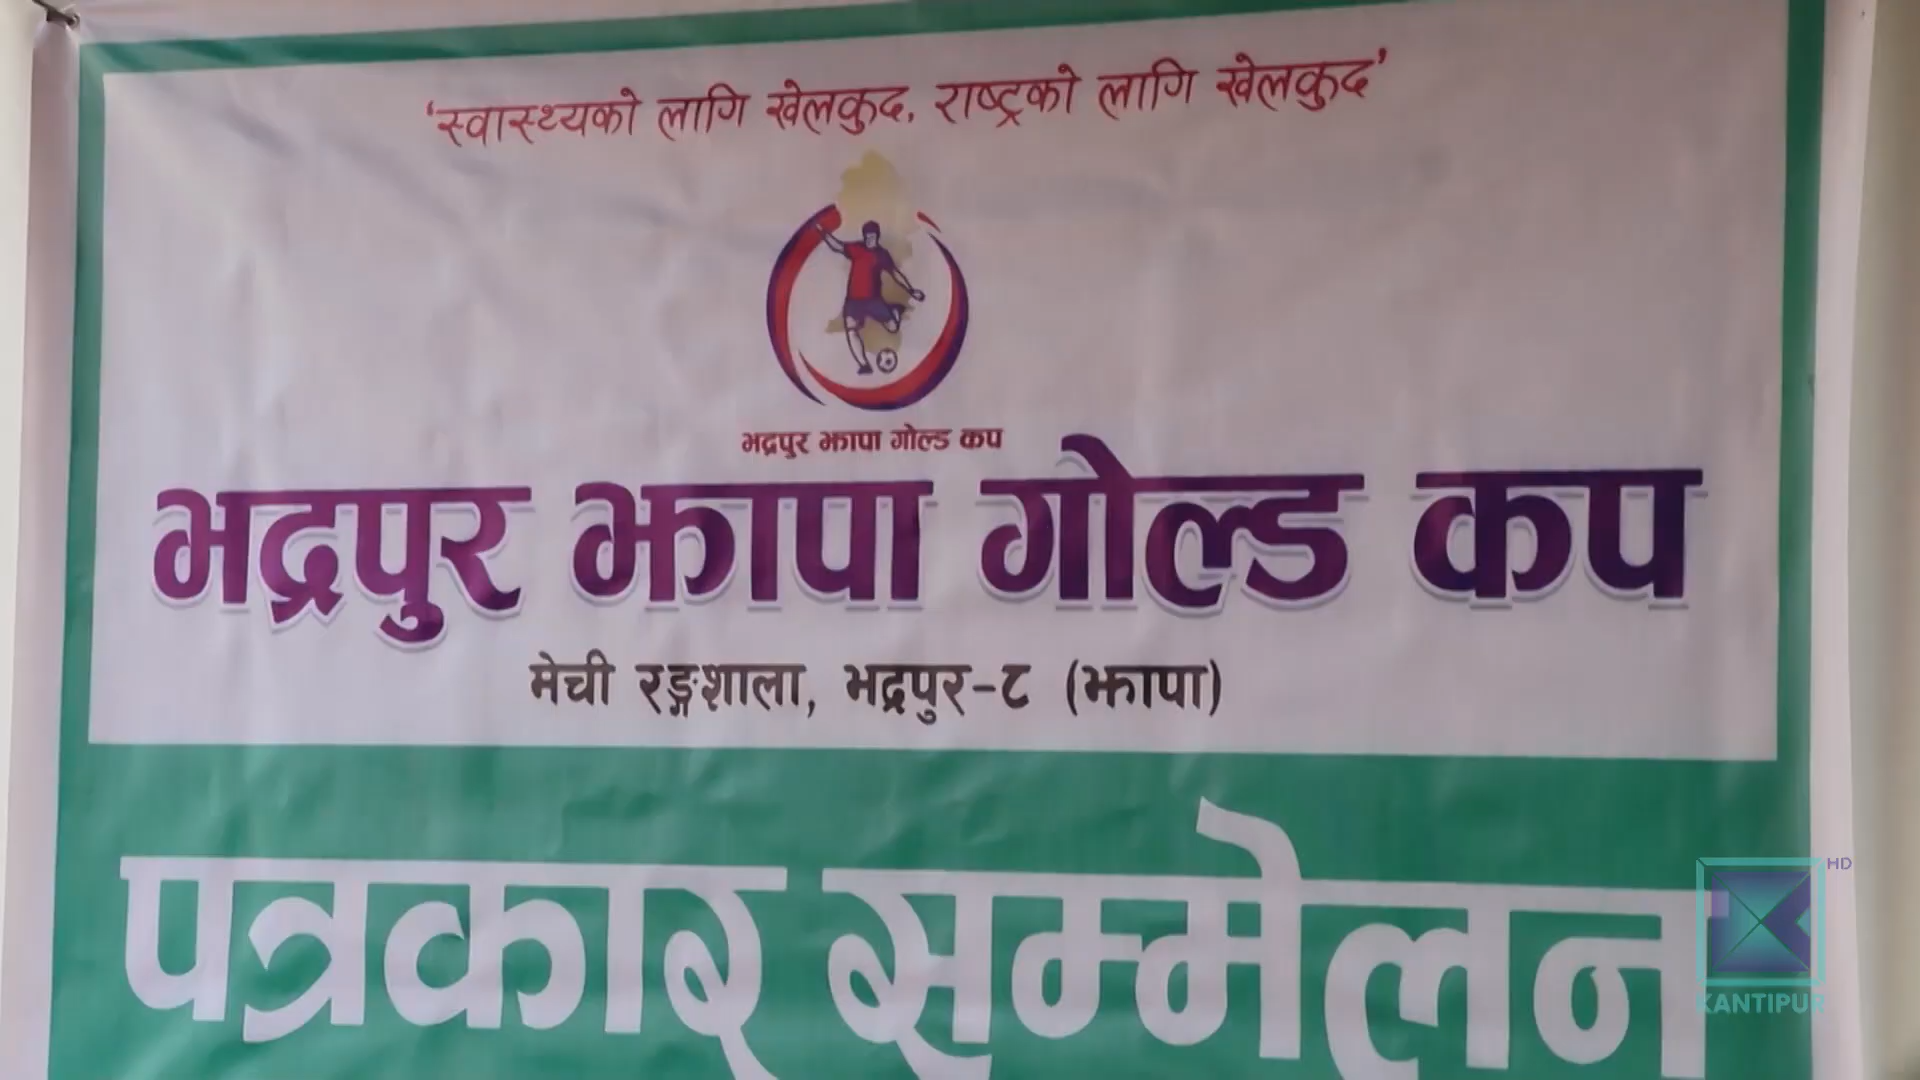 'स्वास्थ्यको लागि खेलकुद, राष्ट्रको लागि खेलकुद'
भद्रपुर झापा गोल्ड कप
भद्रपुर झापा गोल्ड कप
मेची रङ्गशाला, भद्रपुर-८ (झापा)
पत्रकार सम्मेलन
HD
KANTIPUR